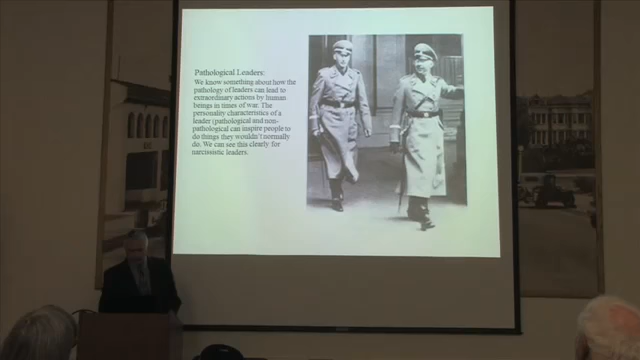 Pathological Leaders:
We know something about how the
pathology of leaders can lead to
extraordinary actions by human
beings in times of war. The
personality characteristics of a
leader (pathological and non-
pathological can inspire people to
do things they wouldn't normally
do. We can see this clearly for
narcissistic leaders.